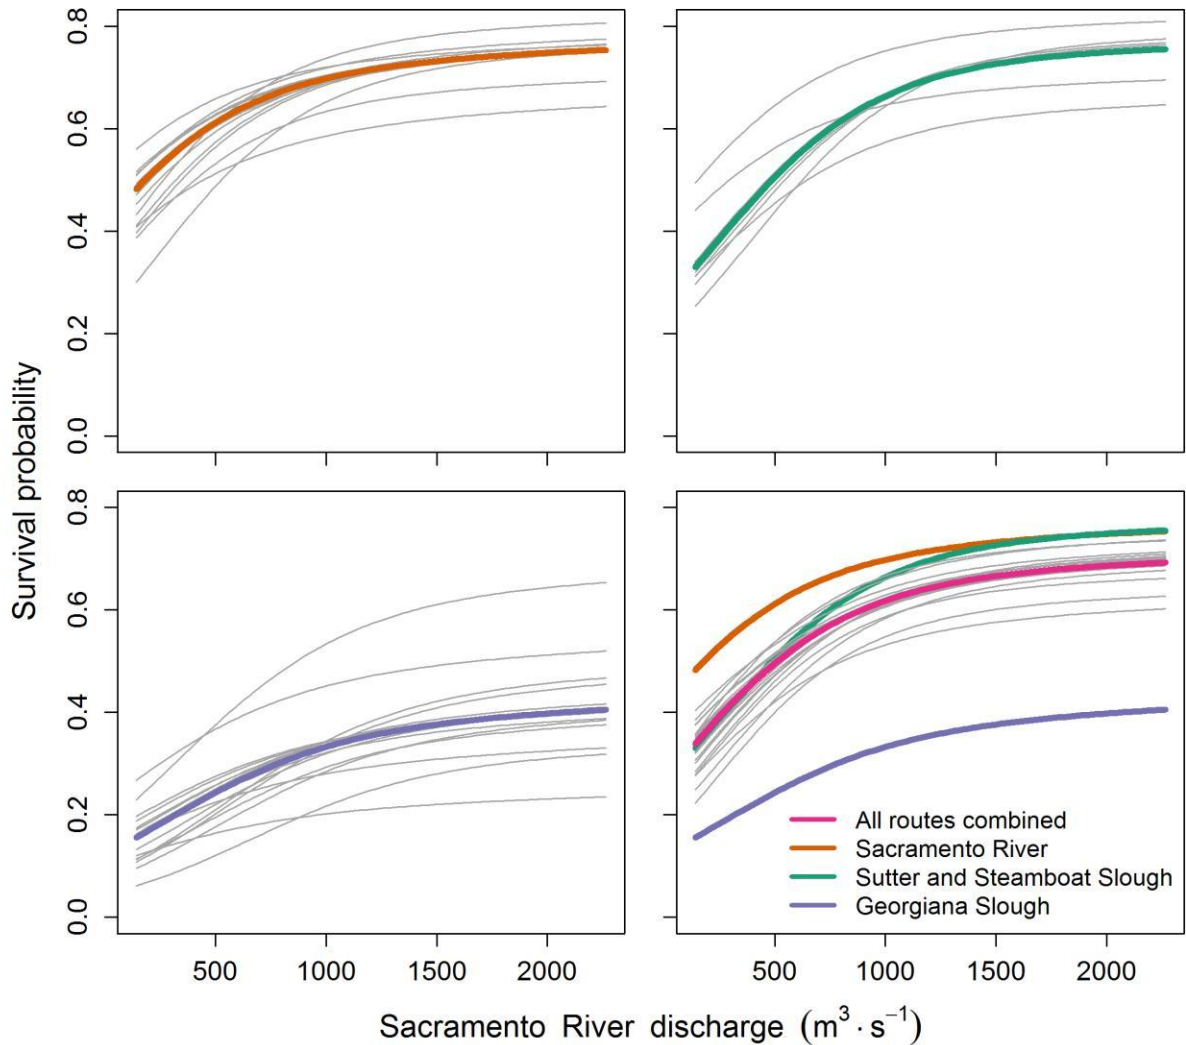 0.8
0.6
0.4
0.2
0.0
0.8
0.6
0.4
0.2
0.0
Survival probability
All routes combined
Sacramento River
Sutter and Steamboat Slough
Georgiana Slough
500 1000 1500 2000
500 1000 1500 2000
Sacramento River discharge (m³·s⁻¹)